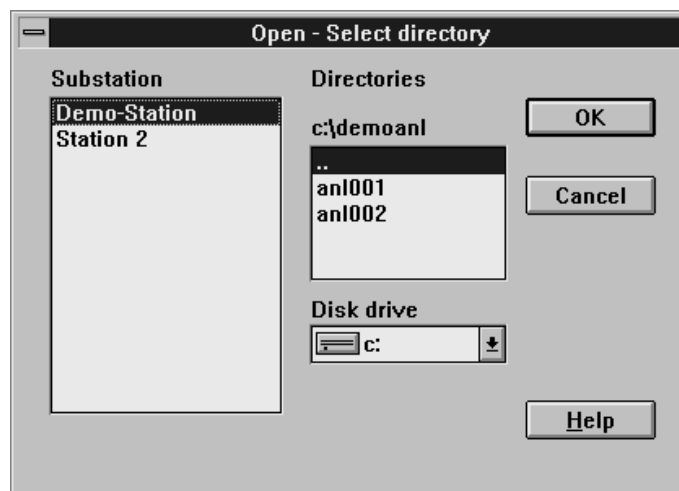 Open - Select directory
Substation
Demo-Station
Station 2
Directories
c:\demoanl
..
anl001
anl002
Disk drive
c:
OK
Cancel
Help